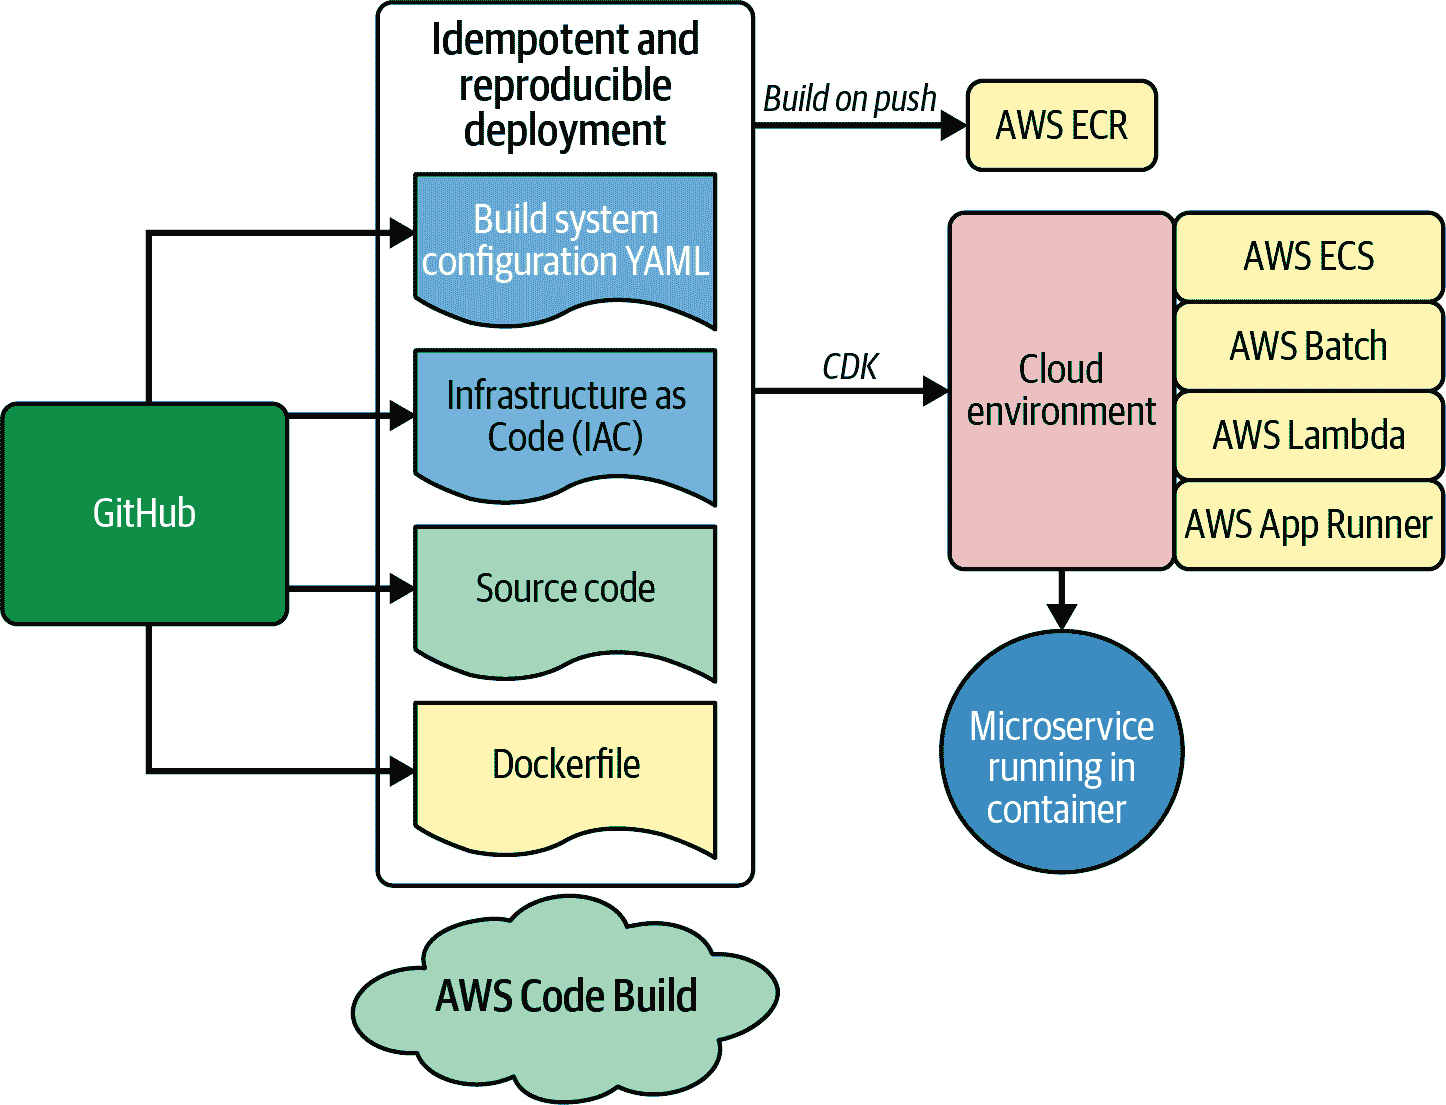 Idempotent and
reproducible
deployment
Build on push
AWS ECR
Build system
configuration YAML
Infrastructure as
Code (IAC)
CDK
Cloud
environment
AWS ECS
AWS Batch
AWS Lambda
AWS App Runner
GitHub
Source code
Dockerfile
Microservice
running in
container
AWS Code Build